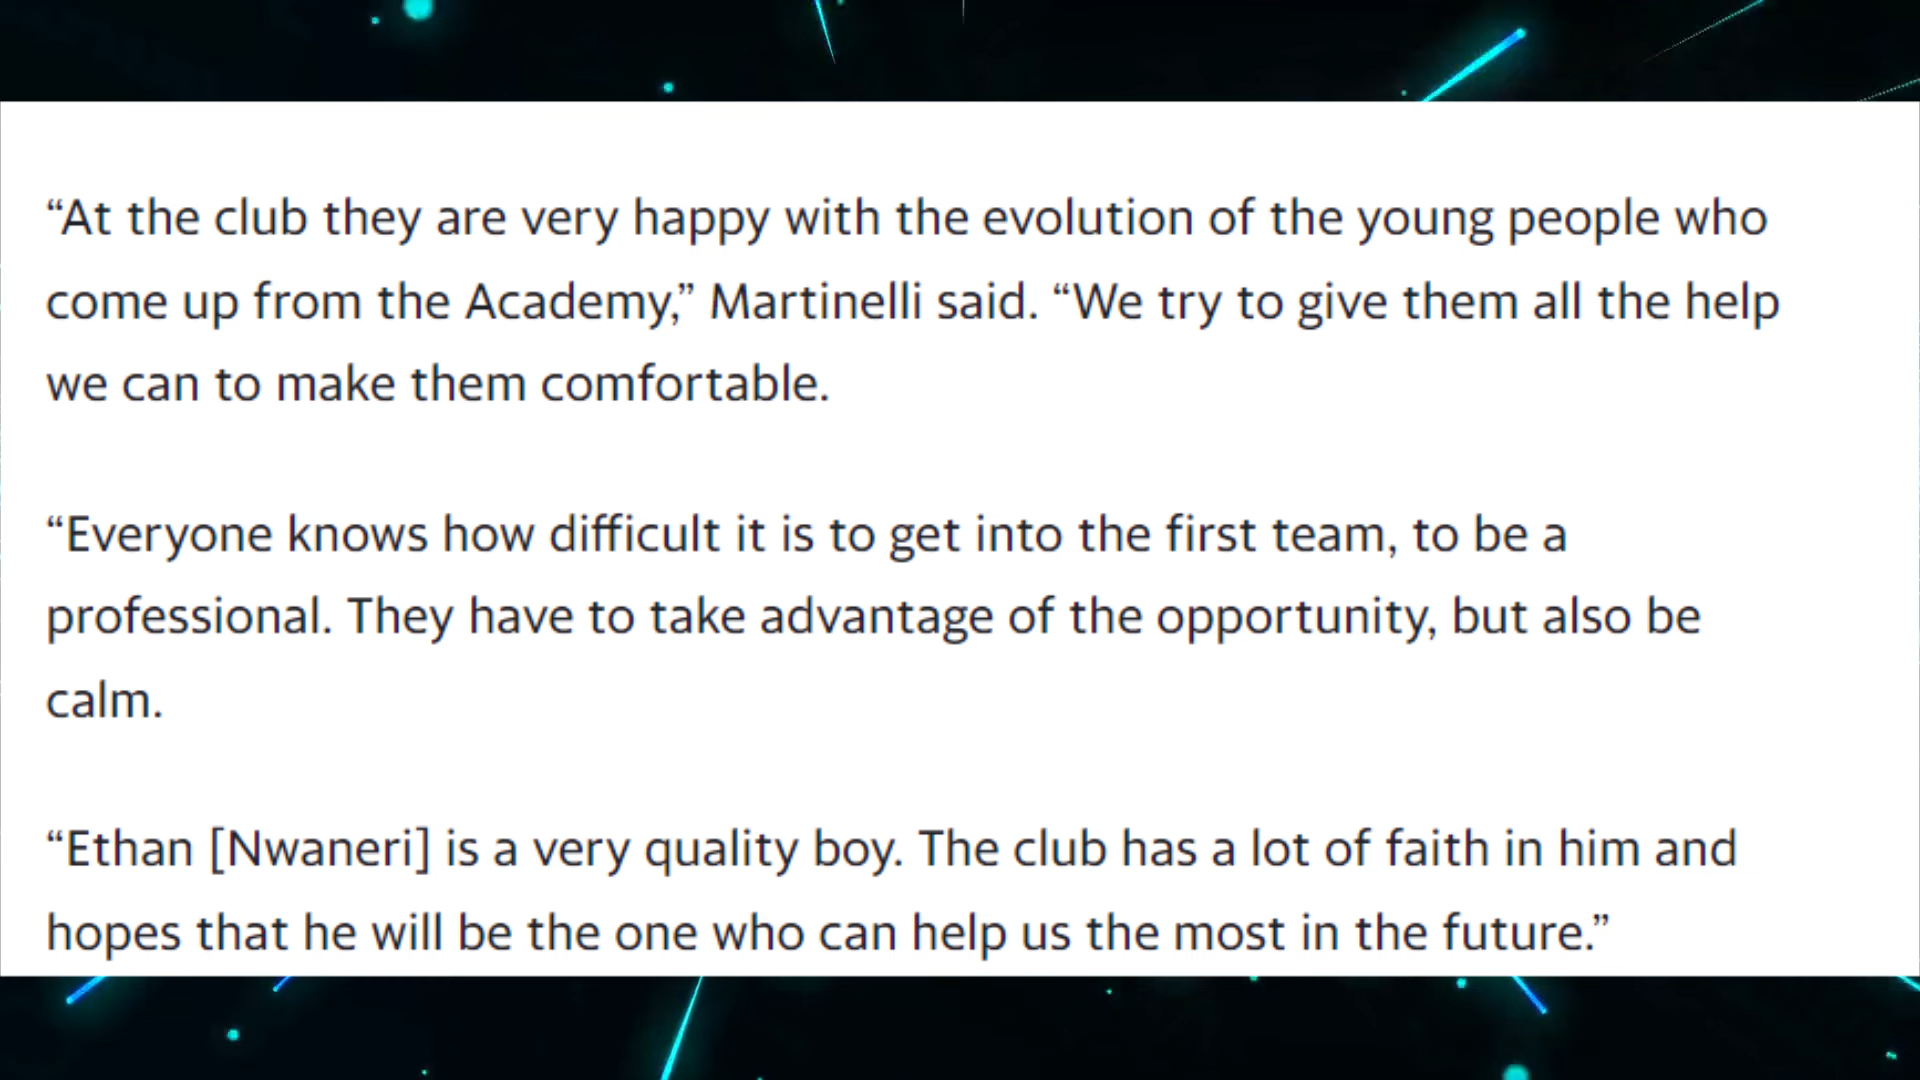 “At the club they are very happy with the evolution of the young people who
come up from the Academy,” Martinelli said. “We try to give them all the help
we can to make them comfortable.
“Everyone knows how difficult it is to get into the first team, to be a
professional. They have to take advantage of the opportunity, but also be
calm.
“Ethan [Nwaneri] is a very quality boy. The club has a lot of faith in him and
hopes that he will be the one who can help us the most in the future.”